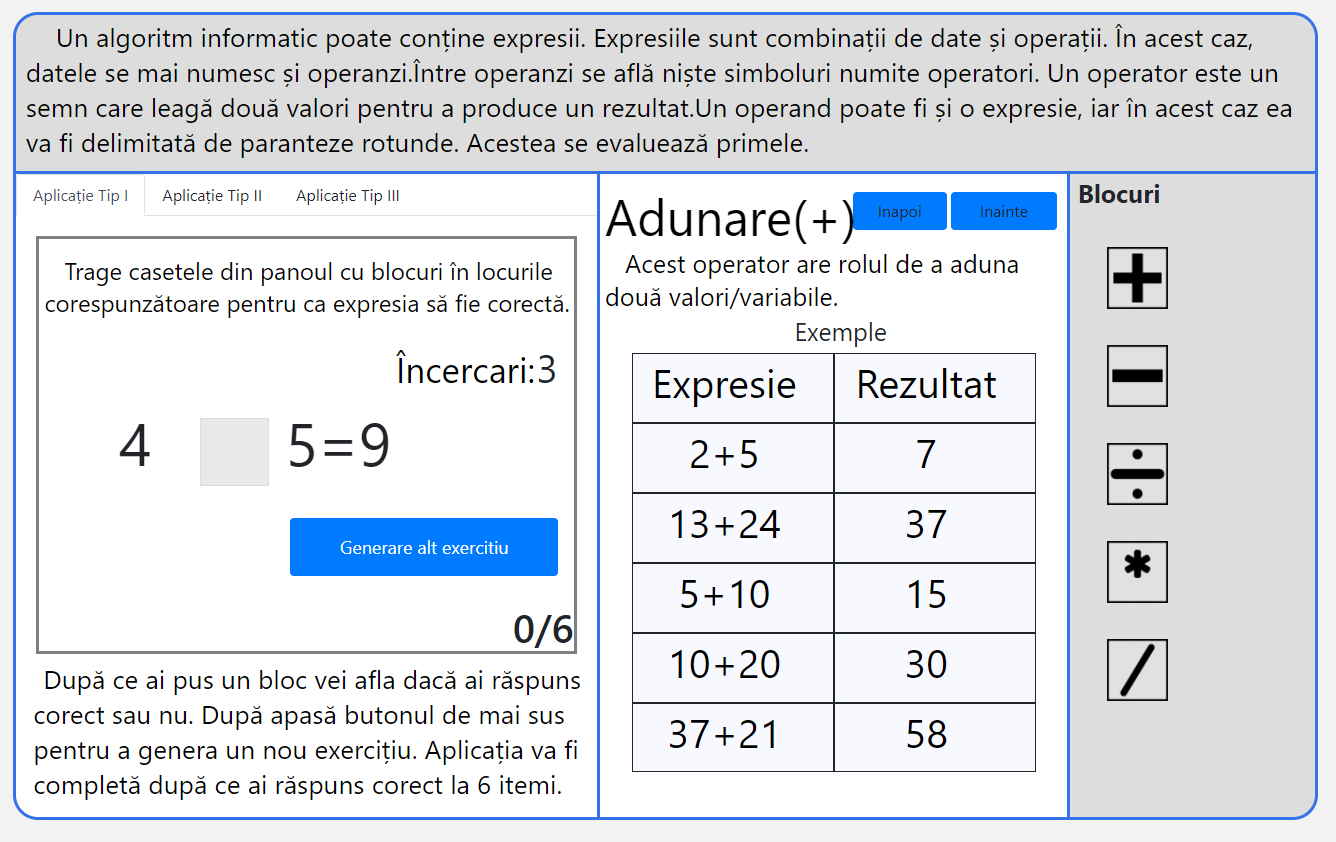 Un algoritm informatic poate conține expresii. Expresiile sunt combinații de date și operații. În acest caz,
datele se mai numesc și operanzi.Între operanzi se află niște simboluri numite operatori. Un operator este un
semn care leagă două valori pentru a produce un rezultat.Un operand poate fi și o expresie, iar în acest caz ea
va fi delimitată de paranteze rotunde. Acestea se evaluează primele.
Aplicație Tip I Aplicație Tip II Aplicație Tip III
Trage casetele din panoul cu blocuri în locurile
corespunzătoare pentru ca expresia să fie corectă.
Încercari:3
4 5=9
Generare alt exercitiu
0/6
După ce ai pus un bloc vei afla dacă ai răspuns
corect sau nu. După apasă butonul de mai sus
pentru a genera un nou exercițiu. Aplicația va fi
completă după ce ai răspuns corect la 6 itemi.
Adunare(+) Inapoi Inainte
Acest operator are rolul de a aduna
două valori/variabile.
Exemple
Expresie Rezultat
2+5 7
13+24 37
5+10 15
10+20 30
37+21 58
Blocuri
+
−
÷
*
/